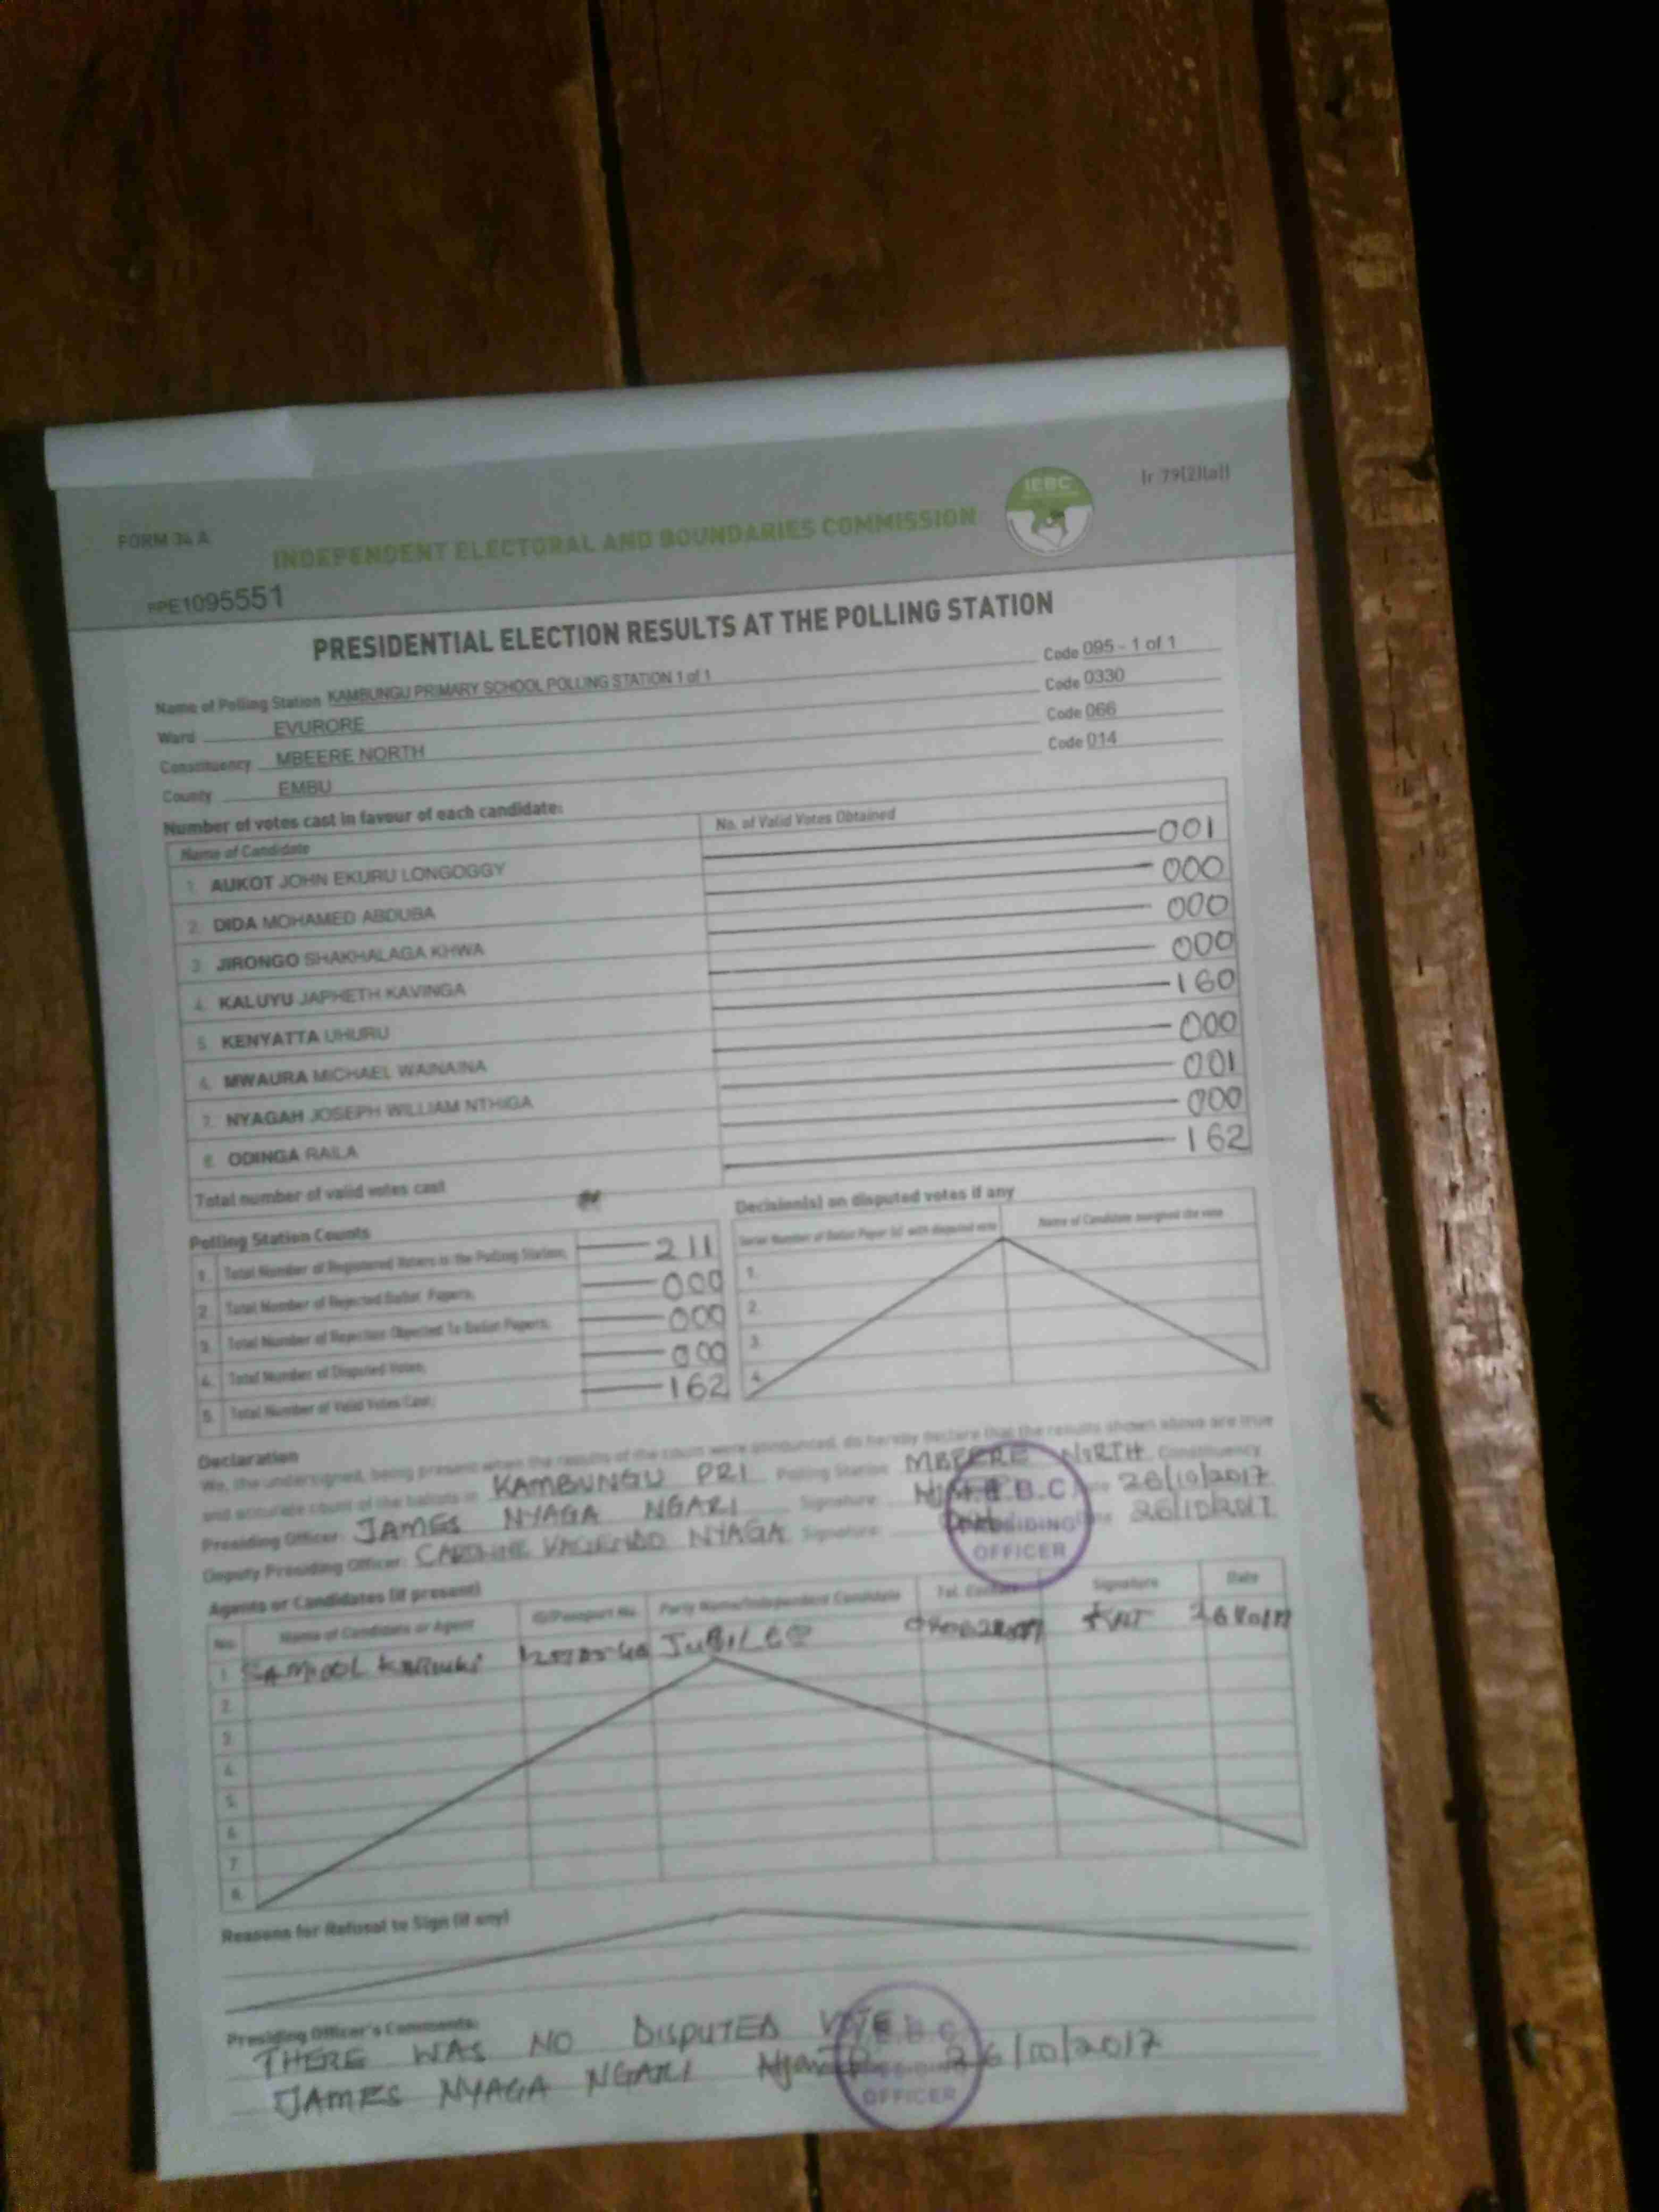 IEBC
[r 79(2)(a)]
FORM 34 A
INDEPENDENT ELECTORAL AND BOUNDARIES COMMISSION
PPE1095551
PRESIDENTIAL ELECTION RESULTS AT THE POLLING STATION
Name of Polling Station KAMBUNGU PRIMARY SCHOOL POLLING STATION 1 of 1 Code 095 - 1 of 1
Ward EVURORE Code 0330
Constituency MBEERE NORTH Code 066
County EMBU Code 014
Number of votes cast in favour of each candidate:
Name of Candidate No. of Valid Votes Obtained
1. AUKOT JOHN EKURU LONGOGGY 001
2. DIDA MOHAMED ABDUBA 000
3. JIRONGO SHAKHALAGA KHWA 000
4. KALUYU JAPHETH KAVINGA 000
5. KENYATTA UHURU 160
6. MWAURA MICHAEL WAINAINA 000
7. NYAGAH JOSEPH WILLIAM NTHIGA 001
8. ODINGA RAILA 000
Total number of valid votes cast 162
Polling Station Counts
1. Total Number of Registered Voters in the Polling Station; 211
2. Total Number of Rejected Ballot Papers; 000
3. Total Number of Rejection Objected To Ballot Papers; 000
4. Total Number of Disputed Votes; 000
5. Total Number of Valid Votes Cast; 162
Decision(s) on disputed votes if any
Serial Number of Ballot Paper (s) with disputed vote Name of Candidate assigned the vote
1.
2.
3.
4.
Declaration
We, the undersigned, being present when the results of the count were announced, do hereby declare that the results shown above are true
and accurate count of the ballots in KAMBUNGU PRI Polling Station MBEERE NORTH Constituency
Presiding Officer: JAMES NYAGA NGARI Signature: Date 26/10/2017
Deputy Presiding Officer: CAROLINE NYAGA Signature: Date 26/10/2017
I.E.B.C
PRESIDING
OFFICER
Agents or Candidates (if present)
No. Name of Candidate or Agent ID/Passport No. Party Name/Independent Candidate Tel. Contact Signature Date
1. KARIUKI JUBILEE
2.
3.
4.
5.
6.
7.
8.
Reasons for Refusal to Sign (if any)
Presiding Officer's Comments:
THERE WAS NO DISPUTED VOTE
JAMES NYAGA NGARI 26/10/2017
I.E.B.C
PRESIDING
OFFICER